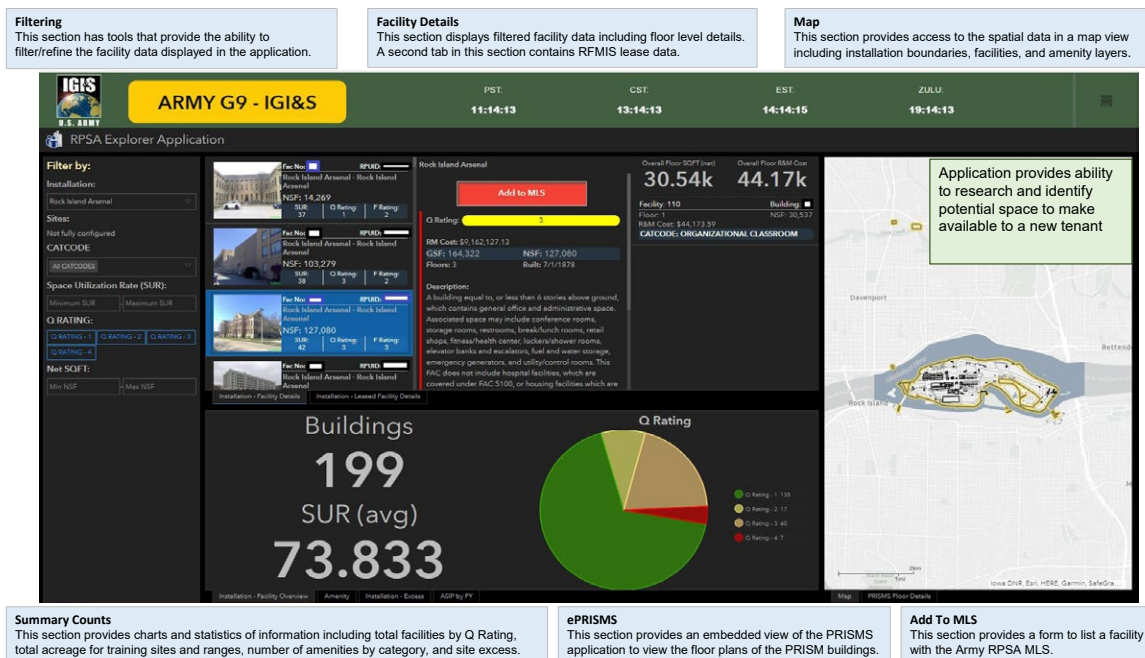 Filtering
This section has tools that provide the ability to
filter/refine the facility data displayed in the application.
Facility Details
This section displays filtered facility data including floor level details.
A second tab in this section contains RFMIS lease data.
Map
This section provides access to the spatial data in a map view
including installation boundaries, facilities, and amenity layers.
IGI&S
U.S. ARMY
ARMY G9 - IGI&S
PST:
11:14:13
CST:
13:14:13
EST:
14:14:15
ZULU:
19:14:13
RPSA Explorer Application
Filter by:
Installation:
Rock Island Arsenal
Sites:
Not fully configured
CATCODE
All CATCODES
Space Utilization Rate (SUR):
Minimum SUR - Maximum SUR
Q RATING:
Q RATING - 1 Q RATING - 2 Q RATING - 3
Q RATING - 4
Net SQFT:
Min NSF - Max NSF
Fac No: RPUID:
Rock Island Arsenal - Rock Island
Arsenal
NSF: 14,269
SUR: Q Rating: F Rating:
37 1 2
Fac No: RPUID:
Rock Island Arsenal - Rock Island
Arsenal
NSF: 103,279
SUR: Q Rating: F Rating:
38 3 2
Fac No: RPUID:
Rock Island Arsenal - Rock Island
Arsenal
NSF: 127,080
SUR: Q Rating: F Rating:
42 3 3
Fac No: RPUID:
Rock Island Arsenal - Rock Island
Arsenal
Installation - Facility Details Installation - Leased Facility Details
Rock Island Arsenal
Add to MLS
Q Rating: 3
RM Cost: $9,162,127.13
GSF: 164,322 NSF: 127,080
Floors: 3 Built: 7/1/1878
Description:
A building equal to, or less than 6 stories above ground,
which contains general office and administrative space.
Associated space may include conference rooms,
storage rooms, restrooms, break/lunch rooms, retail
shops, fitness/health center, lockers/shower rooms,
elevator banks and escalators, fuel and water storage,
emergency generators, and utility/control rooms. This
FAC does not include hospital facilities, which are
covered under FAC 5100, or housing facilities which are
Overall Floor SQFT (net) Overall Floor R&M Cost
30.54k 44.17k
Facility: 110 Building:
Floor: 1 NSF: 30,537
R&M Cost: $44,173.59
CATCODE: ORGANIZATIONAL CLASSROOM
Application provides ability
to research and identify
potential space to make
available to a new tenant
Davenport
Bettend
Rock Island
2km
1mi
Iowa DNR, Esri, HERE, Garmin, SafeGra...
Map PRISMS Floor Details
Buildings
199
SUR (avg)
73.833
Q Rating
Q Rating - 1 135
Q Rating - 2 17
Q Rating - 3 40
Q Rating - 4 7
Installation - Facility Overview Amenity Installation - Excess ASIP by FY
Summary Counts
This section provides charts and statistics of information including total facilities by Q Rating,
total acreage for training sites and ranges, number of amenities by category, and site excess.
ePRISMS
This section provides an embedded view of the PRISMS
application to view the floor plans of the PRISM buildings.
Add To MLS
This section provides a form to list a facility
with the Army RPSA MLS.